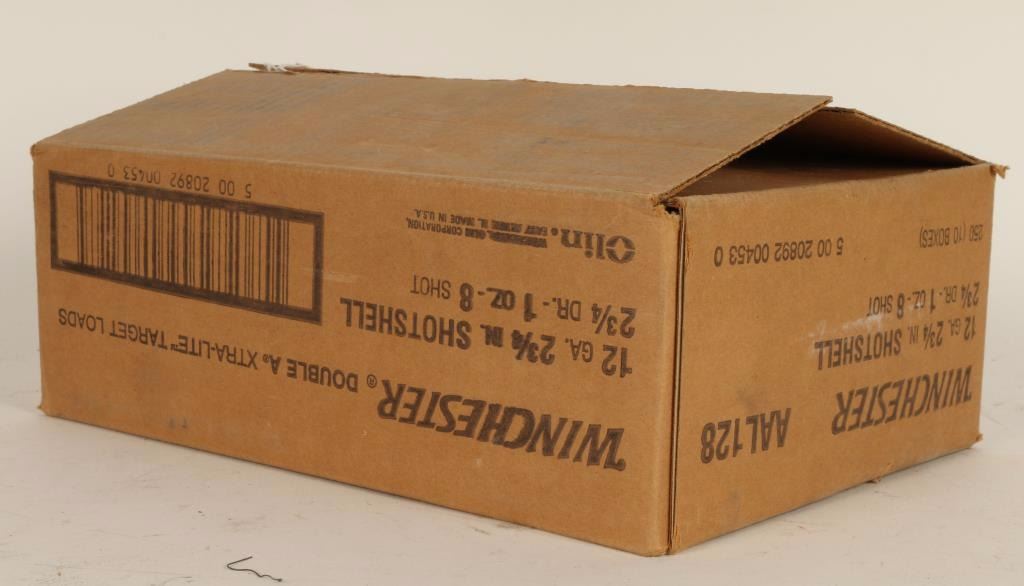 WINCHESTER ® DOUBLE A® XTRA-LITE™ TARGET LOADS
12 GA. 2¾ IN. SHOTSHELL
2¾ DR. - 1 OZ - 8 SHOT
Olin.
WINCHESTER, OLIN CORPORATION,
EAST ALTON, IL MADE IN U.S.A.
5 00 20892 00453 0
WINCHESTER AAL128
12 GA. 2¾ IN. SHOTSHELL
2¾ DR. - 1 OZ - 8 SHOT
250 (10 BOXES) 5 00 20892 00453 0